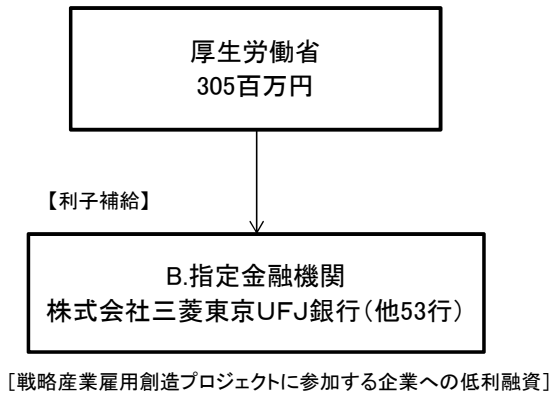 厚生労働省
305百万円
【利子補給】
B.指定金融機関
株式会社三菱東京UFJ銀行（他53行）
［戦略産業雇用創造プロジェクトに参加する企業への低利融資］